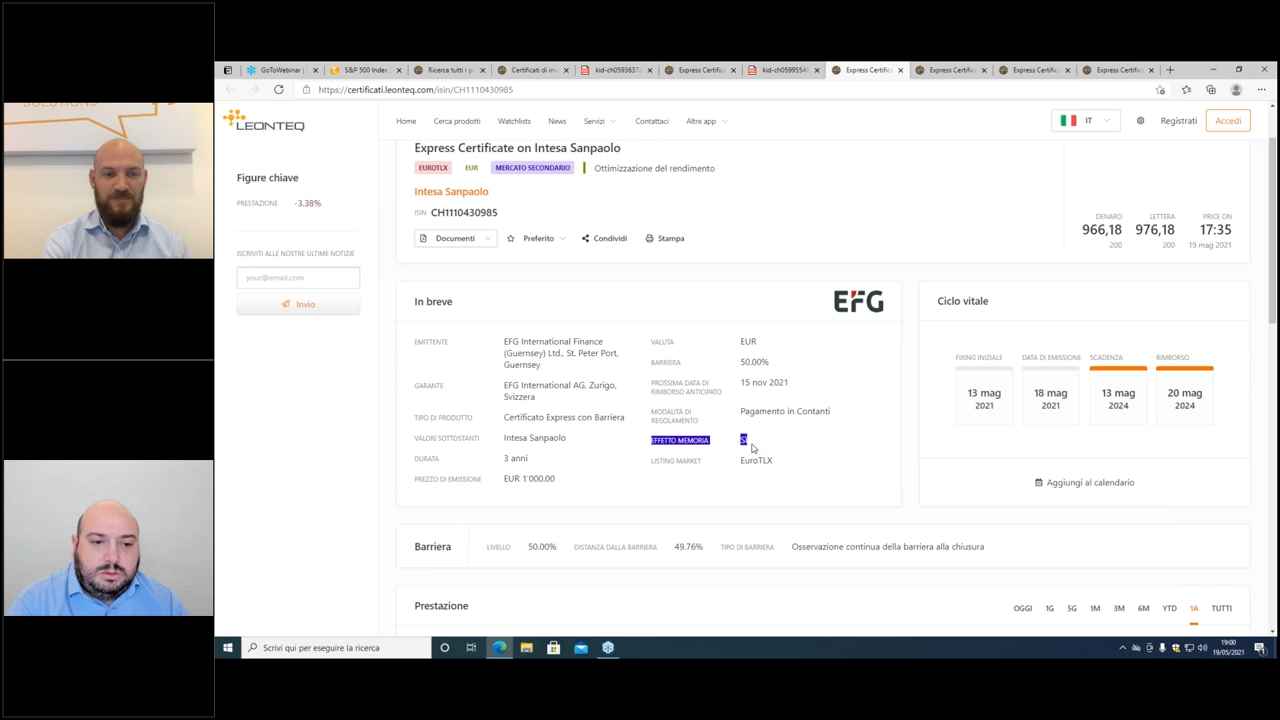 SOLUTIONS
GoToWebinar
S&P 500 Index
Ricerca tutti i p
Certificati di inv
kid-ch0593637
Express Certific
kid-ch05995549
Express Certifica
Express Certific
Express Certific
Express Certific
https://certificati.leonteq.com/isin/CH1110430985
LEONTEQ
Home
Cerca prodotti
Watchlists
News
Servizi
Contattaci
Altre app
IT
Registrati
Accedi
Figure chiave
PRESTAZIONE
-3.38%
ISCRIVITI ALLE NOSTRE ULTIME NOTIZIE
your@email.com
Invio
Express Certificate on Intesa Sanpaolo
EUROTLX
EUR
MERCATO SECONDARIO
Ottimizzazione del rendimento
Intesa Sanpaolo
ISIN CH1110430985
Documenti
Preferito
Condividi
Stampa
DENARO
966,18
200
LETTERA
976,18
200
PRICE ON
17:35
19 mag 2021
In breve
EFG
EMITTENTE
EFG International Finance
(Guernsey) Ltd., St. Peter Port,
Guernsey
GARANTE
EFG International AG, Zurigo,
Svizzera
TIPO DI PRODOTTO
Certificato Express con Barriera
VALORI SOTTOSTANTI
Intesa Sanpaolo
DURATA
3 anni
PREZZO DI EMISSIONE
EUR 1'000.00
VALUTA
EUR
BARRIERA
50.00%
PROSSIMA DATA DI
RIMBORSO ANTICIPATO
15 nov 2021
MODALITÀ DI
REGOLAMENTO
Pagamento in Contanti
EFFETTO MEMORIA
Sì
LISTING MARKET
EuroTLX
Ciclo vitale
FIXING INIZIALE
13 mag
2021
DATA DI EMISSIONE
18 mag
2021
SCADENZA
13 mag
2024
RIMBORSO
20 mag
2024
Aggiungi al calendario
Barriera
LIVELLO
50.00%
DISTANZA DALLA BARRIERA
49.76%
TIPO DI BARRIERA
Osservazione continua della barriera alla chiusura
Prestazione
OGGI
1G
5G
1M
3M
6M
YTD
1A
TUTTI
Scrivi qui per eseguire la ricerca
19:00
19/05/2021